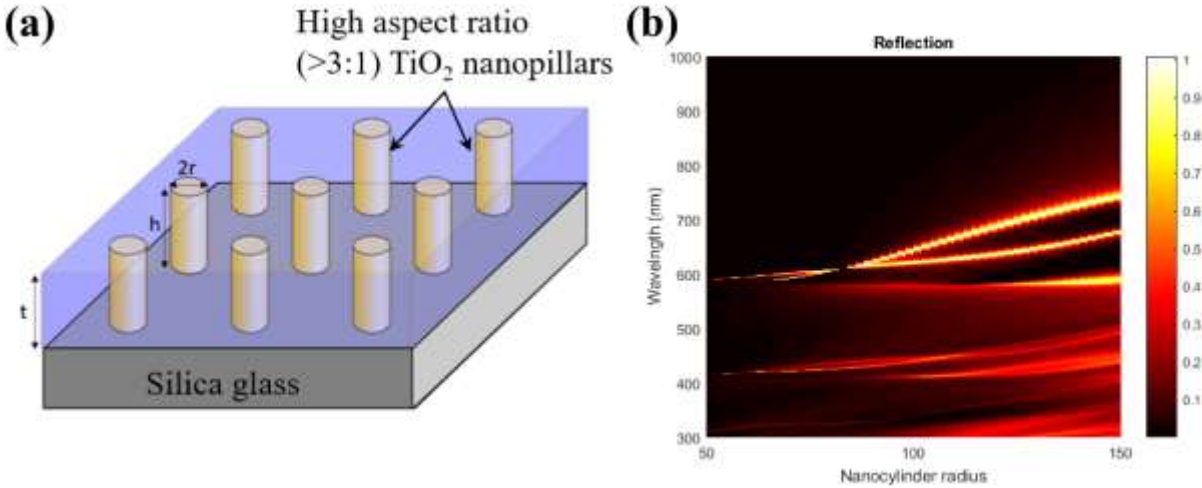 (a)
High aspect ratio
(>3:1) TiO₂ nanopillars
2r
h
t
Silica glass
(b)
Reflection
Wavelnght (nm)
1000
900
800
700
600
500
400
300
50
100
150
Nanocylinder radius
1
0.9
0.8
0.7
0.6
0.5
0.4
0.3
0.2
0.1